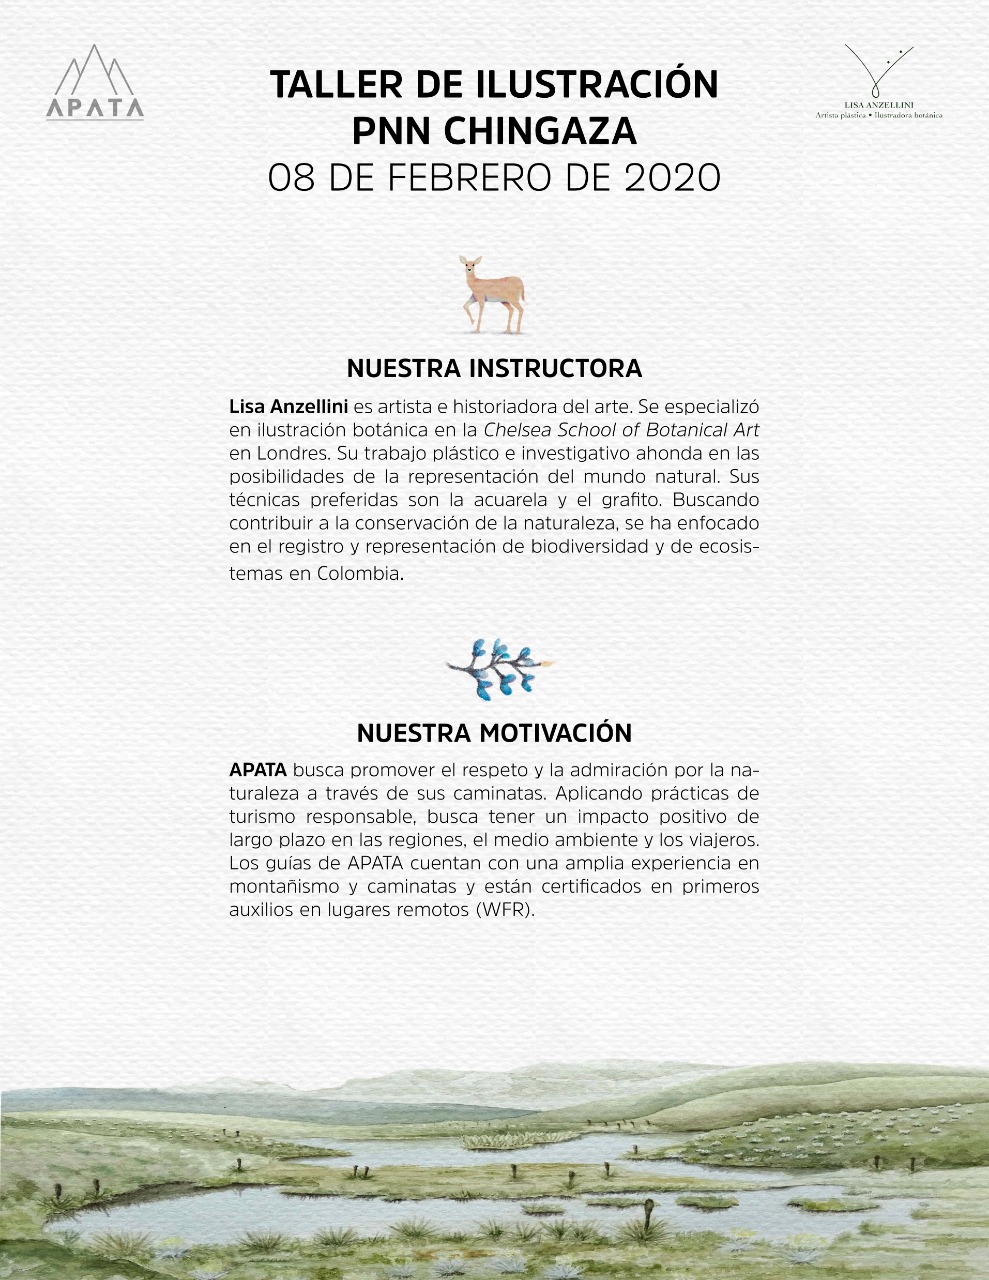 APATA
TALLER DE ILUSTRACIÓN
PNN CHINGAZA
08 DE FEBRERO DE 2020
LISA ANZELLINI
Artista plástica • Ilustradora botánica
NUESTRA INSTRUCTORA
Lisa Anzellini es artista e historiadora del arte. Se especializó
en ilustración botánica en la Chelsea School of Botanical Art
en Londres. Su trabajo plástico e investigativo ahonda en las
posibilidades de la representación del mundo natural. Sus
técnicas preferidas son la acuarela y el grafito. Buscando
contribuir a la conservación de la naturaleza, se ha enfocado
en el registro y representación de biodiversidad y de ecosis-
temas en Colombia.
NUESTRA MOTIVACIÓN
APATA busca promover el respeto y la admiración por la na-
turaleza a través de sus caminatas. Aplicando prácticas de
turismo responsable, busca tener un impacto positivo de
largo plazo en las regiones, el medio ambiente y los viajeros.
Los guías de APATA cuentan con una amplia experiencia en
montañismo y caminatas y están certificados en primeros
auxilios en lugares remotos (WFR).